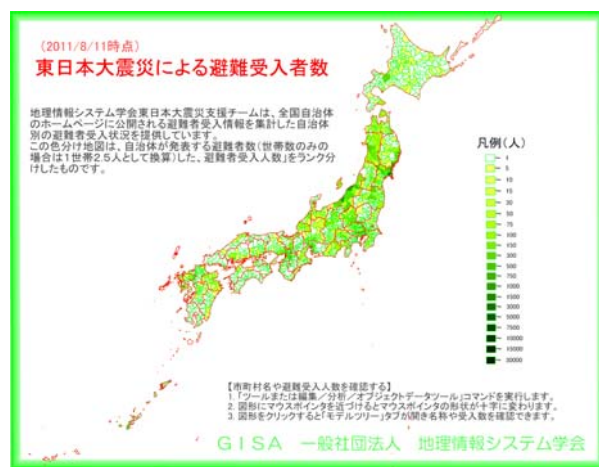 （2011/8/11時点）
東日本大震災による避難受入者数
地理情報システム学会東日本大震災支援チームは、全国自治体
のホームページに公開される避難者受入情報を集計した自治体
別の避難者受入状況を提供しています。
この色分け地図は、自治体が発表する避難者数（世帯数のみの
場合は１世帯2.5人として換算）した、避難者受入人数」をランク分
けしたものです。
凡例（人）
～ 1
～ 5
～ 10
～ 15
～ 30
～ 50
～ 75
～ 100
～ 150
～ 300
～ 500
～ 750
～ 1000
～ 1500
～ 3000
～ 5000
～ 7500
～ 10000
～ 15000
～ 30000
【市町村名や避難受入人数を確認する】
1. 「ツールまたは編集／分析／オブジェクトデータツール」コマンドを実行します。
2. 図形にマウスポインタを近づけるとマウスポインタの形状が十字に変わります。
3. 図形をクリックすると「モデルツリー」タブが開き名称や受入数を確認できます。
ＧＩＳＡ　一般社団法人　地理情報システム学会